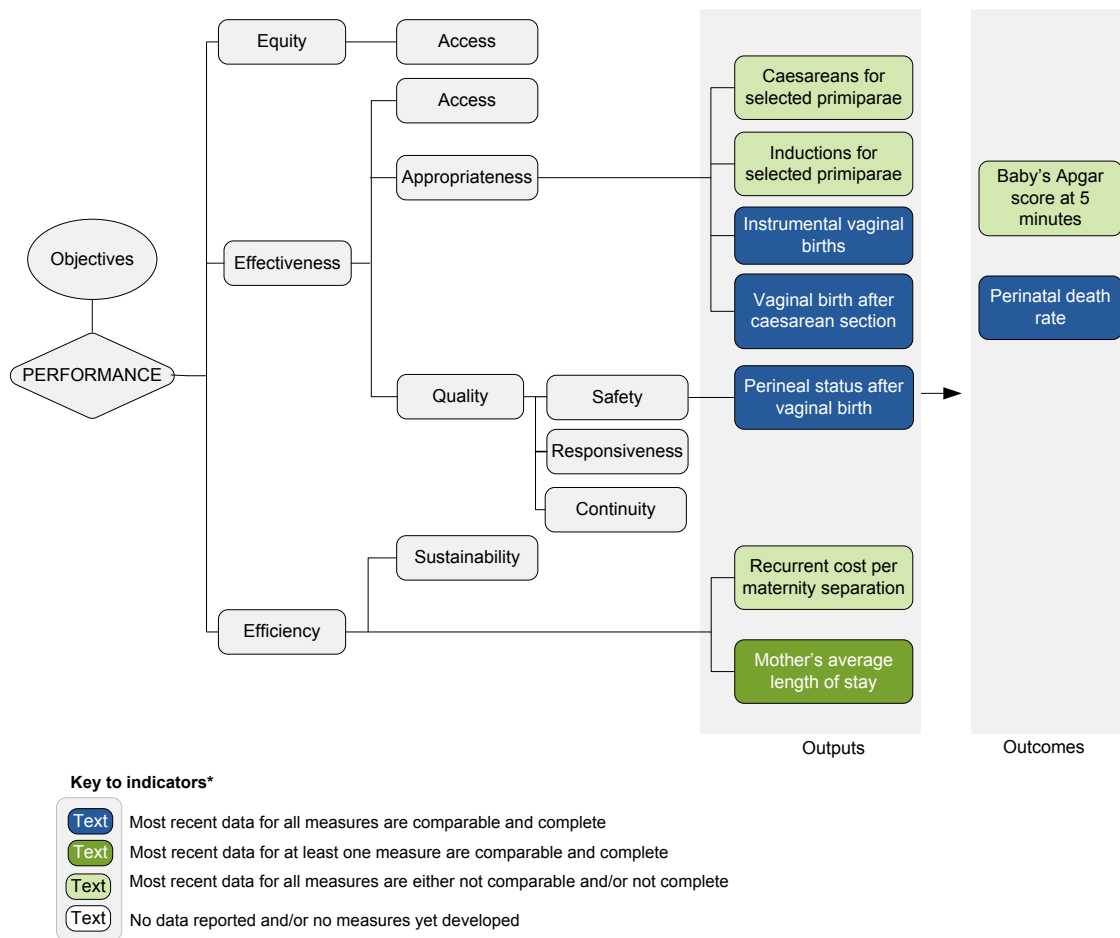 Equity
Access
Access
Caesareans for
selected primiparae
Appropriateness
Inductions for
selected primiparae
Baby's Apgar
score at 5
minutes
Objectives
Effectiveness
Instrumental vaginal
births
Vaginal birth after
caesarean section
Perinatal death
rate
PERFORMANCE
Quality
Safety
Perineal status after
vaginal birth
Responsiveness
Continuity
Sustainability
Recurrent cost per
maternity separation
Efficiency
Mother's average
length of stay
Outputs
Outcomes
Key to indicators*
Text Most recent data for all measures are comparable and complete
Text Most recent data for at least one measure are comparable and complete
Text Most recent data for all measures are either not comparable and/or not complete
Text No data reported and/or no measures yet developed